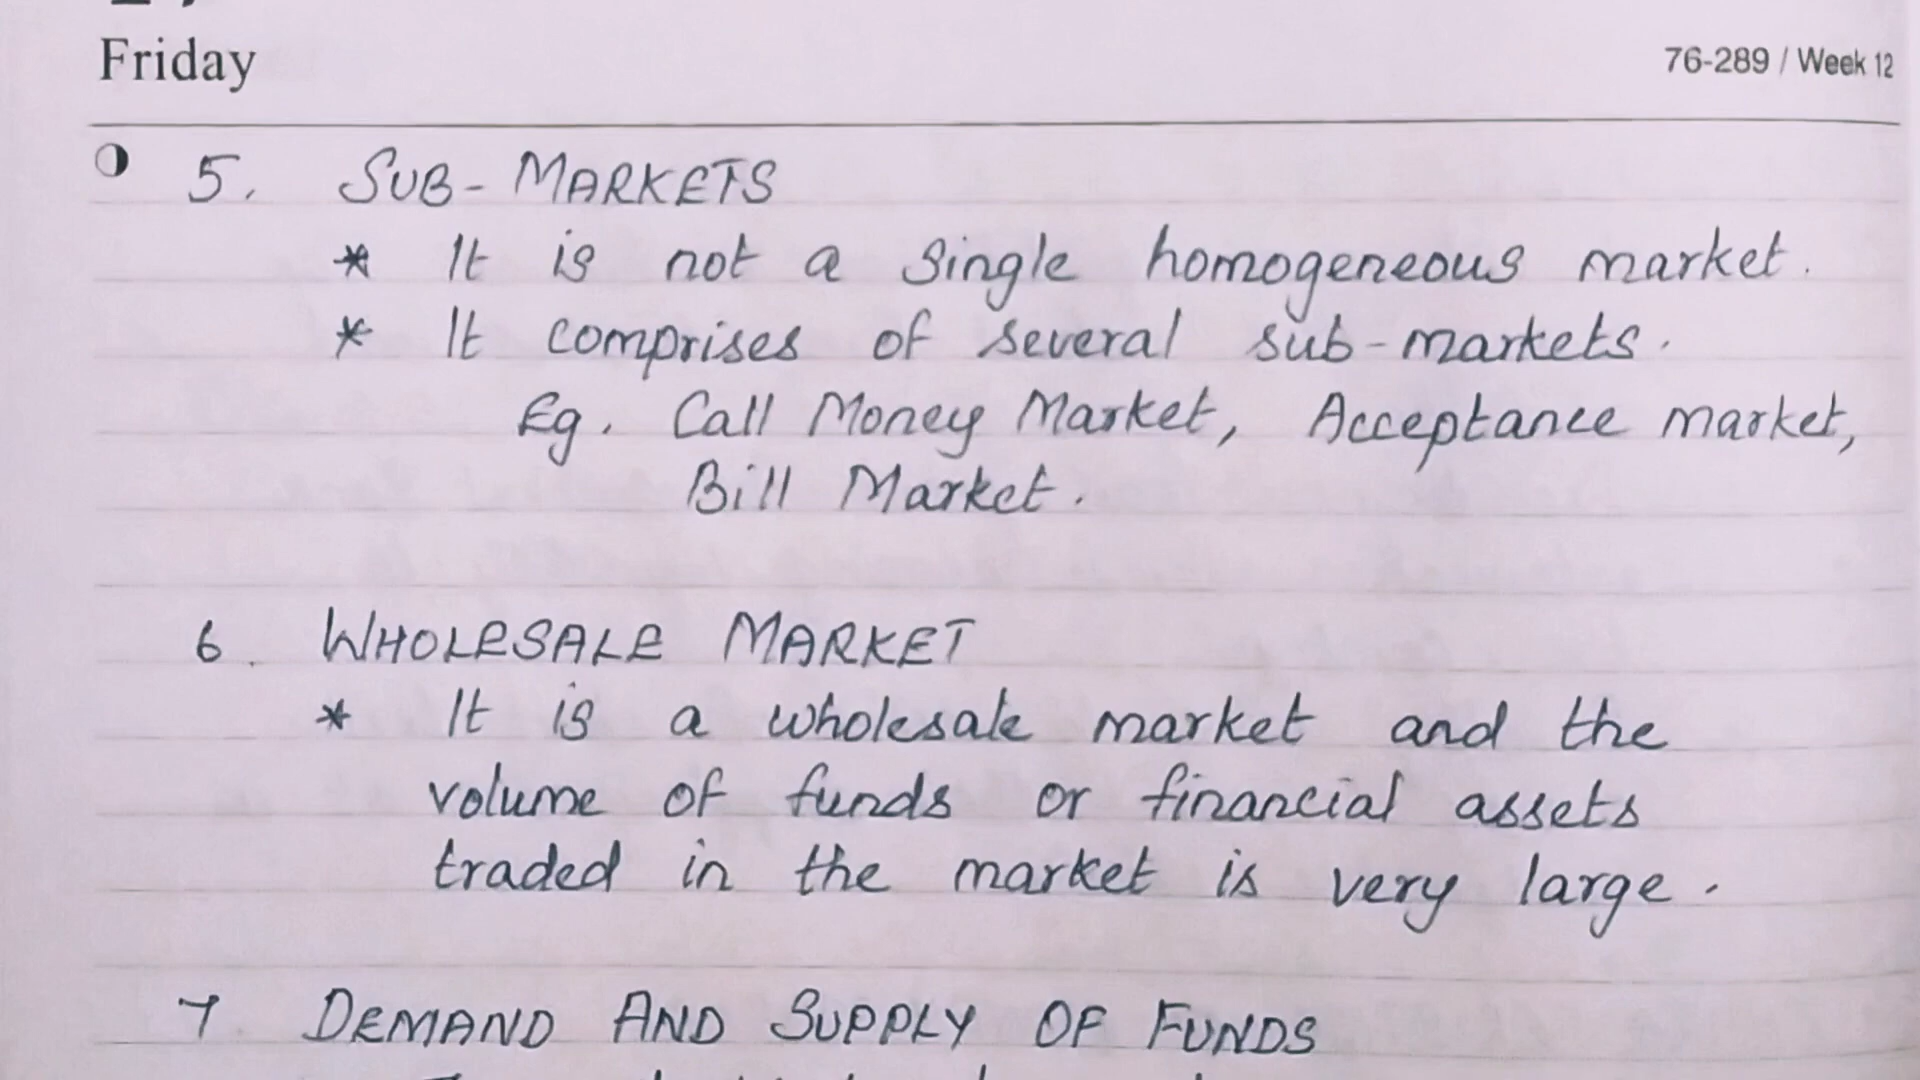 Friday
76-289 / Week 12
5. SUB-MARKETS
* It is not a single homogeneous market.
* It comprises of several sub-markets.
Eg. Call Money Market, Acceptance market,
Bill Market.
6. WHOLESALE MARKET
* It is a wholesale market and the
volume of funds or financial assets
traded in the market is very large.
7. DEMAND AND SUPPLY OF FUNDS